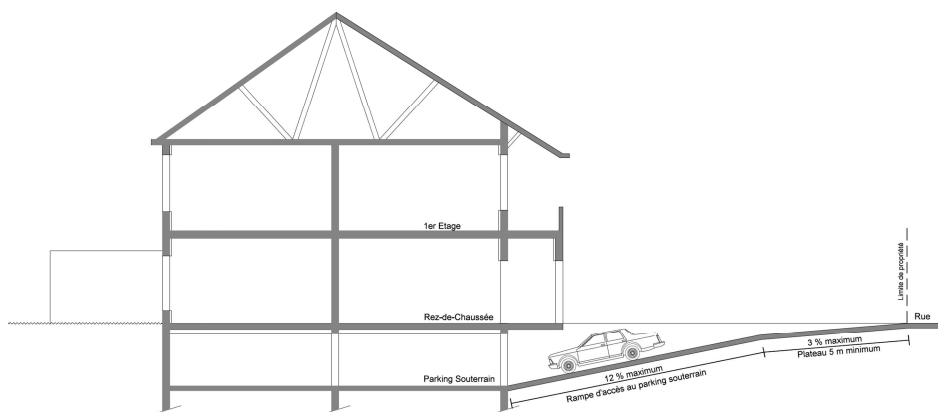 1er Etage
Limite de propriété
Rez-de-Chaussée
Rue
3 % maximum
Plateau 5 m minimum
Parking Souterrain
12 % maximum
Rampe d'accès au parking souterrain